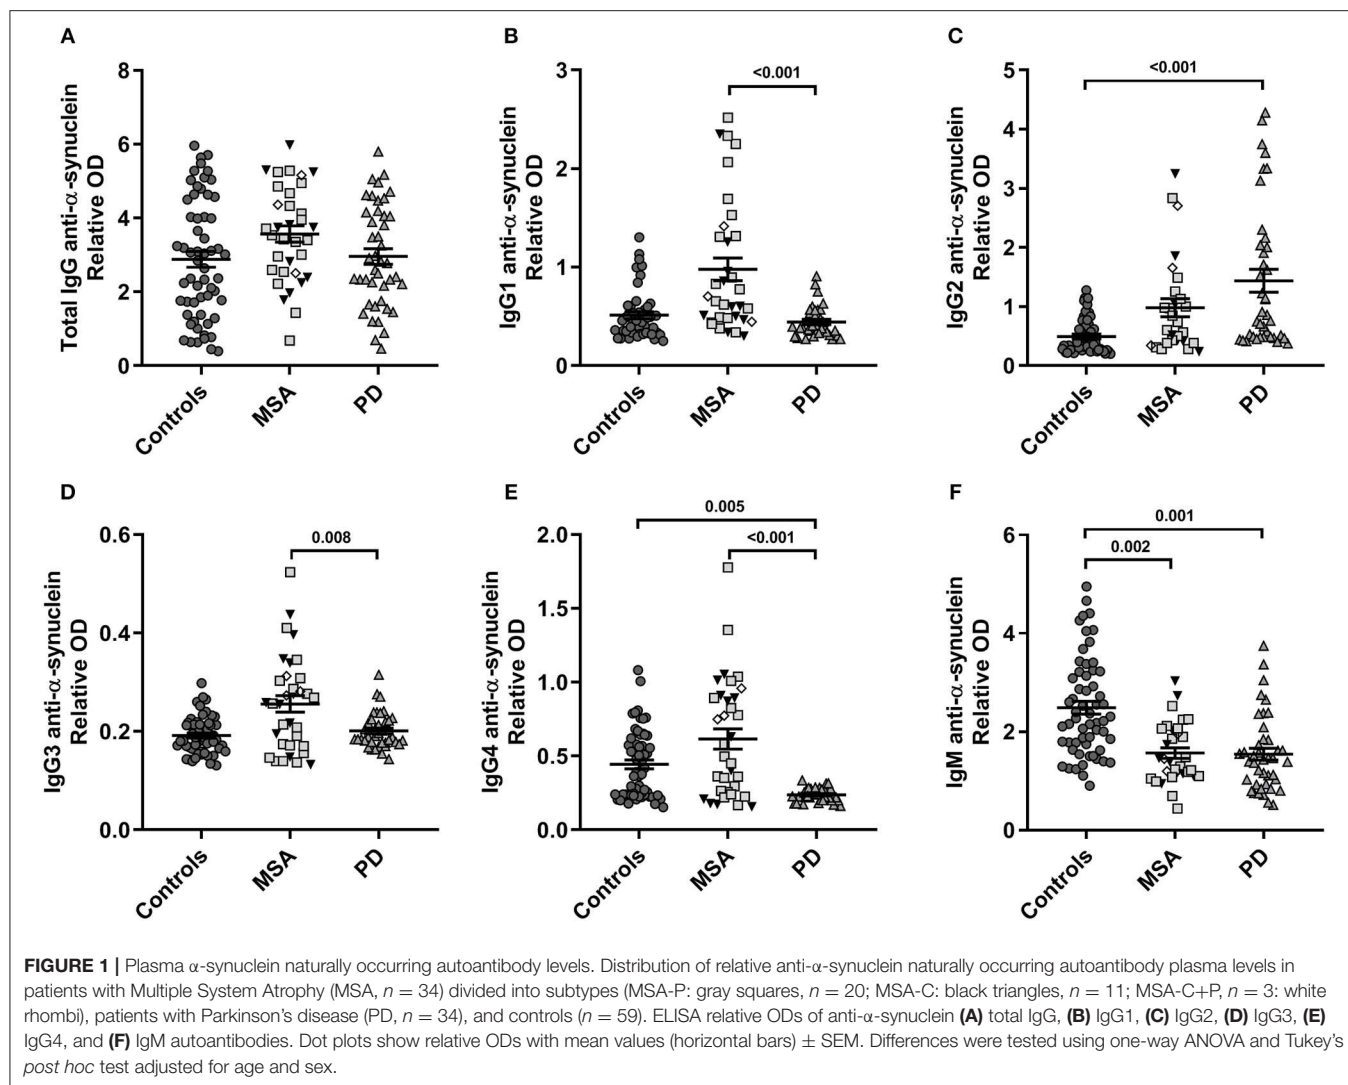 A
Total IgG anti-α-synuclein
Relative OD
8
6
4
2
0
Controls
MSA
PD
B
IgG1 anti-α-synuclein
Relative OD
3
2
1
0
<0.001
Controls
MSA
PD
C
IgG2 anti-α-synuclein
Relative OD
5
4
3
2
1
0
<0.001
Controls
MSA
PD
D
IgG3 anti-α-synuclein
Relative OD
0.6
0.4
0.2
0.0
0.008
Controls
MSA
PD
E
IgG4 anti-α-synuclein
Relative OD
2.0
1.5
1.0
0.5
0.0
0.005
<0.001
Controls
MSA
PD
F
IgM anti-α-synuclein
Relative OD
6
4
2
0
0.001
0.002
Controls
MSA
PD
FIGURE 1 | Plasma α-synuclein naturally occurring autoantibody levels. Distribution of relative anti-α-synuclein naturally occurring autoantibody plasma levels in
patients with Multiple System Atrophy (MSA, n = 34) divided into subtypes (MSA-P: gray squares, n = 20; MSA-C: black triangles, n = 11; MSA-C+P, n = 3: white
rhombi), patients with Parkinson's disease (PD, n = 34), and controls (n = 59). ELISA relative ODs of anti-α-synuclein (A) total IgG, (B) IgG1, (C) IgG2, (D) IgG3, (E)
IgG4, and (F) IgM autoantibodies. Dot plots show relative ODs with mean values (horizontal bars) ± SEM. Differences were tested using one-way ANOVA and Tukey's
post hoc test adjusted for age and sex.